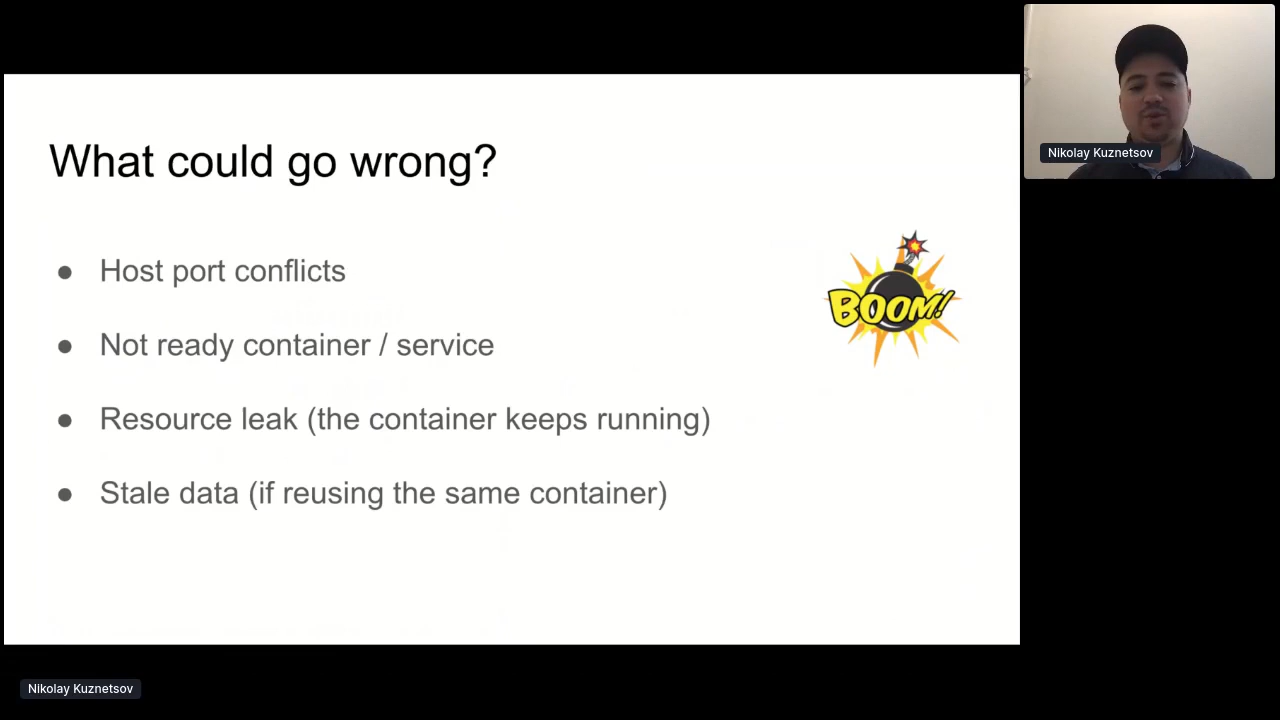 What could go wrong?
● Host port conflicts
● Not ready container / service
● Resource leak (the container keeps running)
● Stale data (if reusing the same container)
BOOM!
Nikolay Kuznetsov
Nikolay Kuznetsov